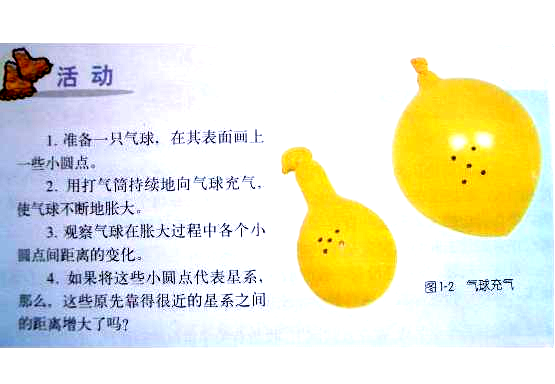 活动
1. 准备一只气球，在其表面画上
一些小圆点。
2. 用打气筒持续地向气球充气，
使气球不断地胀大。
3. 观察气球在胀大过程中各个小
圆点间距离的变化。
4. 如果将这些小圆点代表星系，
那么，这些原先靠得很近的星系之间
的距离增大了吗?
图1-2 气球充气